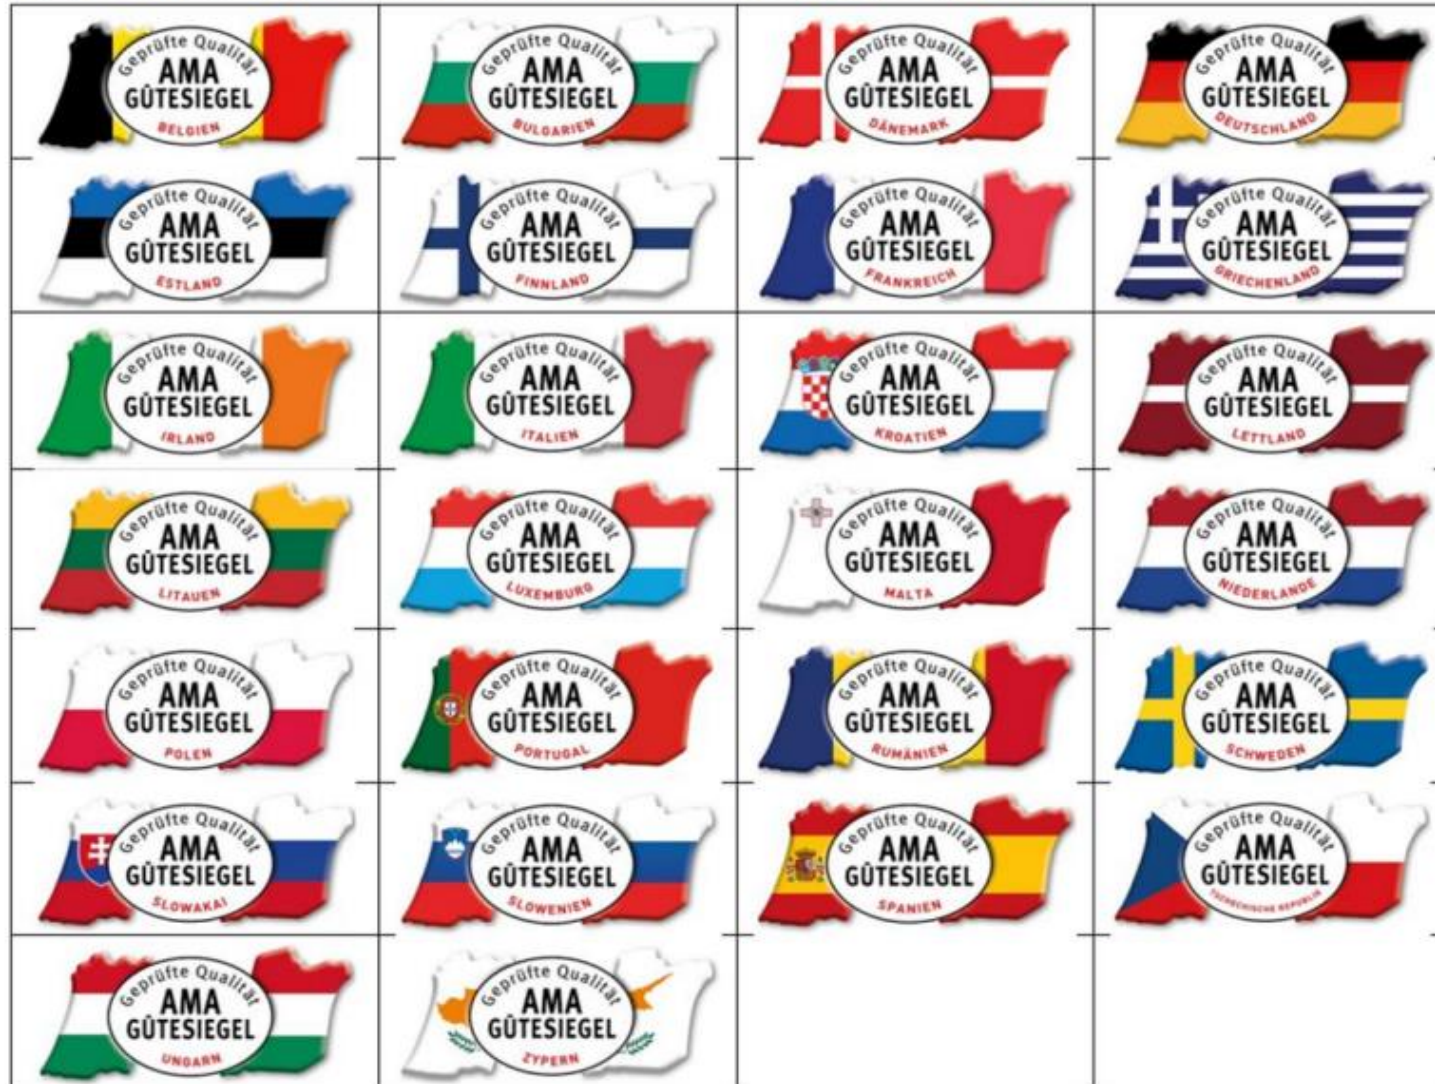 Geprüfte Qualität
AMA
GÜTESIEGEL
BELGIEN
Geprüfte Qualität
AMA
GÜTESIEGEL
BULGARIEN
Geprüfte Qualität
AMA
GÜTESIEGEL
DÄNEMARK
Geprüfte Qualität
AMA
GÜTESIEGEL
DEUTSCHLAND
Geprüfte Qualität
AMA
GÜTESIEGEL
ESTLAND
Geprüfte Qualität
AMA
GÜTESIEGEL
FINNLAND
Geprüfte Qualität
AMA
GÜTESIEGEL
FRANKREICH
Geprüfte Qualität
AMA
GÜTESIEGEL
GRIECHENLAND
Geprüfte Qualität
AMA
GÜTESIEGEL
IRLAND
Geprüfte Qualität
AMA
GÜTESIEGEL
ITALIEN
Geprüfte Qualität
AMA
GÜTESIEGEL
KROATIEN
Geprüfte Qualität
AMA
GÜTESIEGEL
LETTLAND
Geprüfte Qualität
AMA
GÜTESIEGEL
LITAUEN
Geprüfte Qualität
AMA
GÜTESIEGEL
LUXEMBURG
Geprüfte Qualität
AMA
GÜTESIEGEL
MALTA
Geprüfte Qualität
AMA
GÜTESIEGEL
NIEDERLANDE
Geprüfte Qualität
AMA
GÜTESIEGEL
POLEN
Geprüfte Qualität
AMA
GÜTESIEGEL
PORTUGAL
Geprüfte Qualität
AMA
GÜTESIEGEL
RUMÄNIEN
Geprüfte Qualität
AMA
GÜTESIEGEL
SCHWEDEN
Geprüfte Qualität
AMA
GÜTESIEGEL
SLOWAKAI
Geprüfte Qualität
AMA
GÜTESIEGEL
SLOWENIEN
Geprüfte Qualität
AMA
GÜTESIEGEL
SPANIEN
Geprüfte Qualität
AMA
GÜTESIEGEL
TSCHECHISCHE REPUBLIK
Geprüfte Qualität
AMA
GÜTESIEGEL
UNGARN
Geprüfte Qualität
AMA
GÜTESIEGEL
ZYPERN